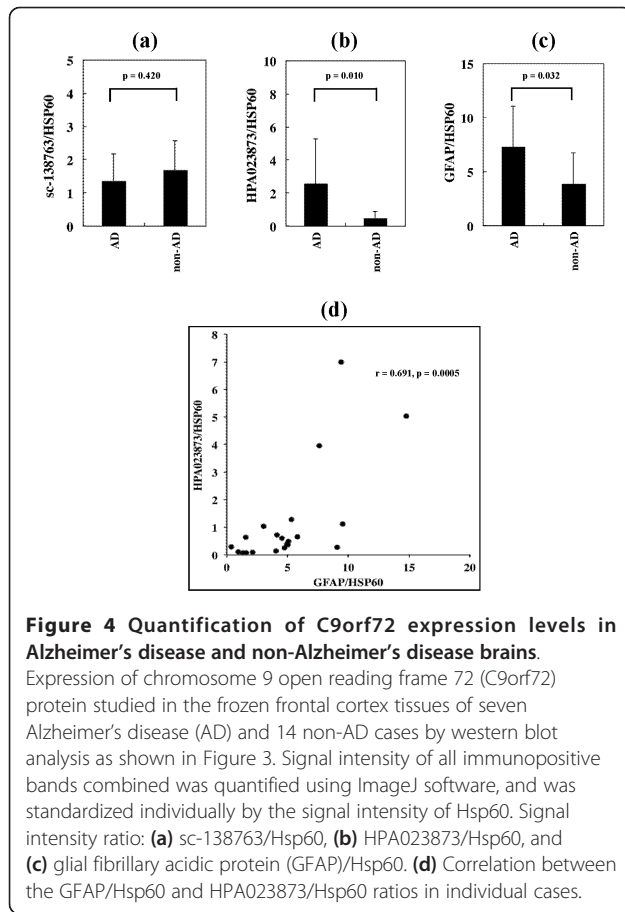 (a)
(b)
(c)
5
4
3
2
1
0
sc-138763/HSP60
p = 0.420
AD
non-AD
10
8
6
4
2
0
HPA023873/HSP60
p = 0.010
AD
non-AD
15
10
5
0
GFAP/HSP60
p = 0.032
AD
non-AD
(d)
8
7
6
5
4
3
2
1
0
HPA023873/HSP60
r = 0.691, p = 0.0005
0 5 10 15 20
GFAP/HSP60
Figure 4 Quantification of C9orf72 expression levels in
Alzheimer's disease and non-Alzheimer's disease brains.
Expression of chromosome 9 open reading frame 72 (C9orf72)
protein studied in the frozen frontal cortex tissues of seven
Alzheimer's disease (AD) and 14 non-AD cases by western blot
analysis as shown in Figure 3. Signal intensity of all immunopositive
bands combined was quantified using ImageJ software, and was
standardized individually by the signal intensity of Hsp60. Signal
intensity ratio: (a) sc-138763/Hsp60, (b) HPA023873/Hsp60, and
(c) glial fibrillary acidic protein (GFAP)/Hsp60. (d) Correlation between
the GFAP/Hsp60 and HPA023873/Hsp60 ratios in individual cases.